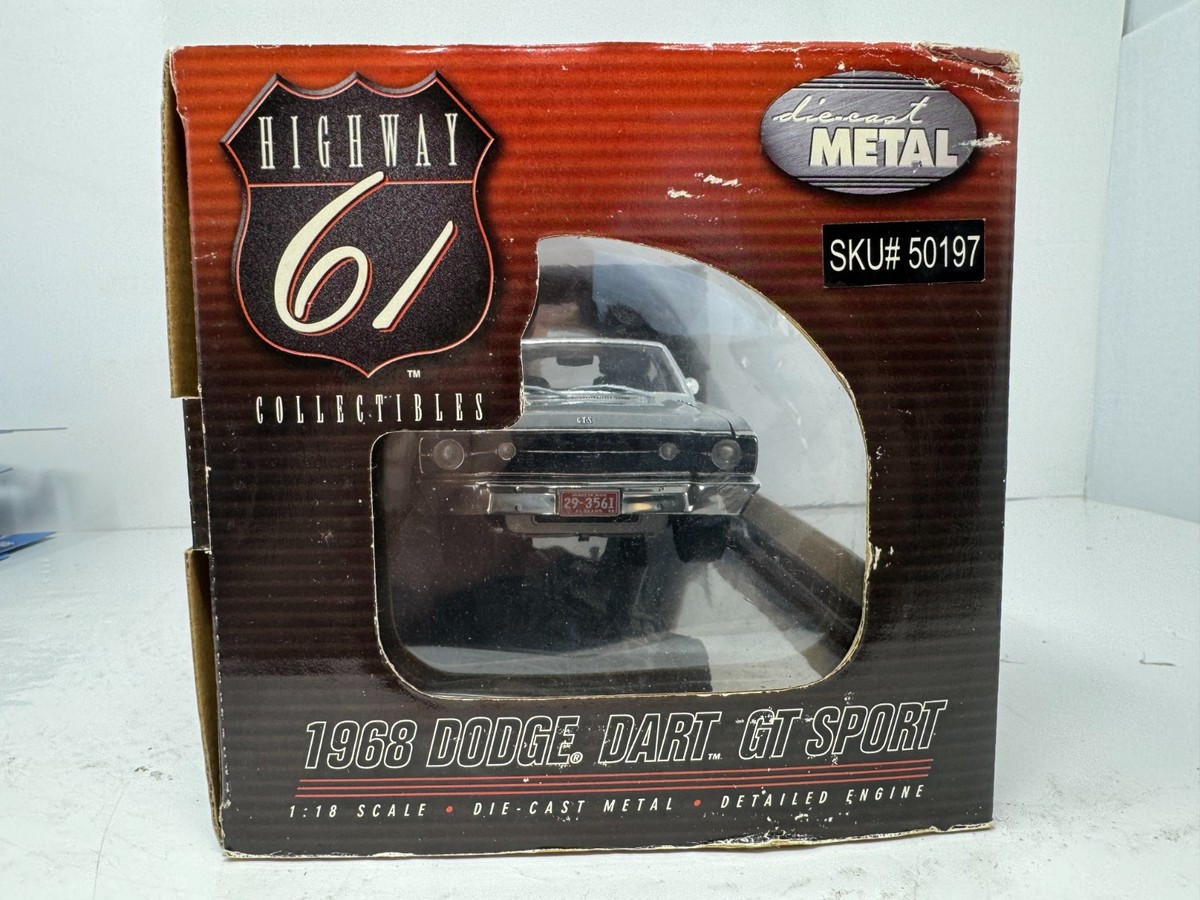 HIGHWAY
61
TM
COLLECTIBLES
die-cast
METAL
SKU# 50197
GTS
29-3561
1968 DODGE® DART™ GT SPORT
1:18 SCALE • DIE-CAST METAL • DETAILED ENGINE